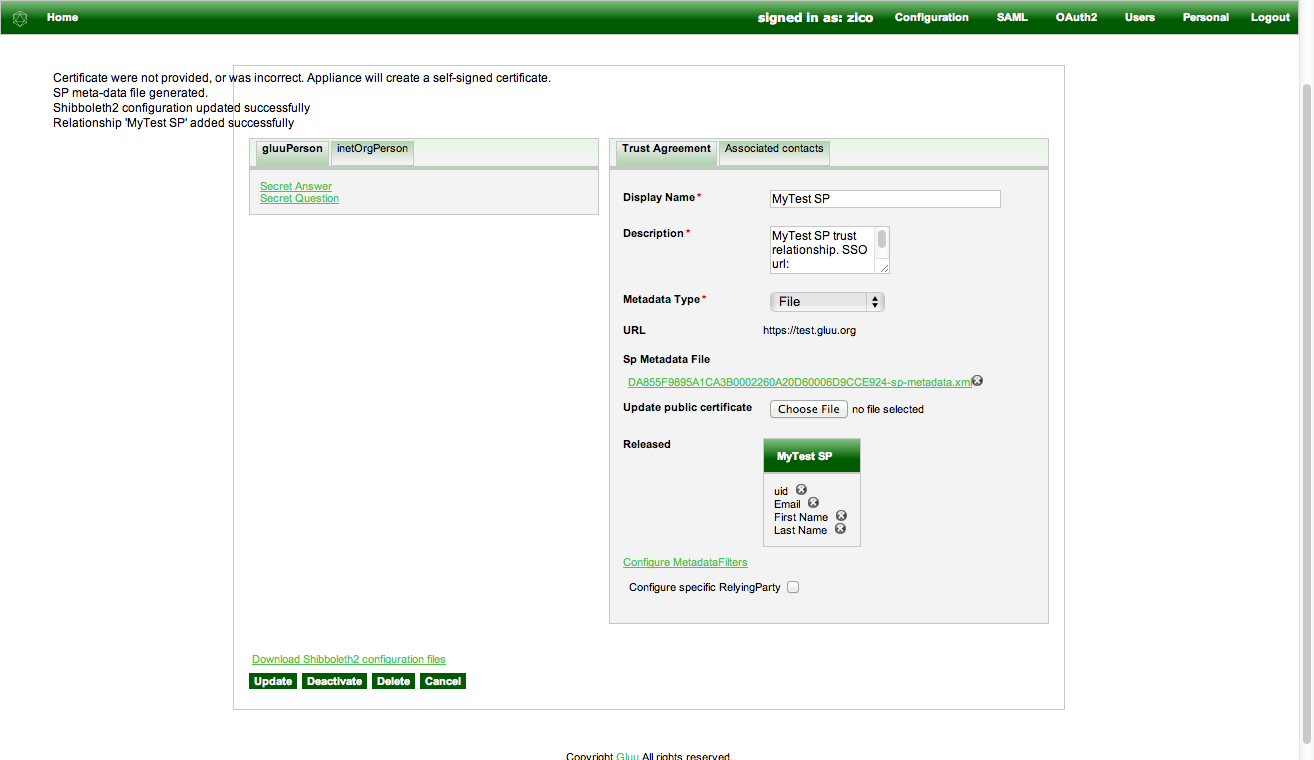 Home
signed in as: zico Configuration SAML OAuth2 Users Personal Logout
Certificate were not provided, or was incorrect. Appliance will create a self-signed certificate.
SP meta-data file generated.
Shibboleth2 configuration updated successfully
Relationship 'MyTest SP' added successfully
gluuPerson inetOrgPerson
Secret Answer
Secret Question
Trust Agreement Associated contacts
Display Name* MyTest SP
Description* MyTest SP trust
relationship. SSO
url:
Metadata Type* File
URL https://test.gluu.org
Sp Metadata File
DA855F9895A1CA3B0002260A20D60006D9CCE924-sp-metadata.xml
Update public certificate Choose File no file selected
Released
MyTest SP
uid
Email
First Name
Last Name
Configure MetadataFilters
Configure specific RelyingParty
Download Shibboleth2 configuration files
Update Deactivate Delete Cancel
Copyright Gluu All rights reserved.